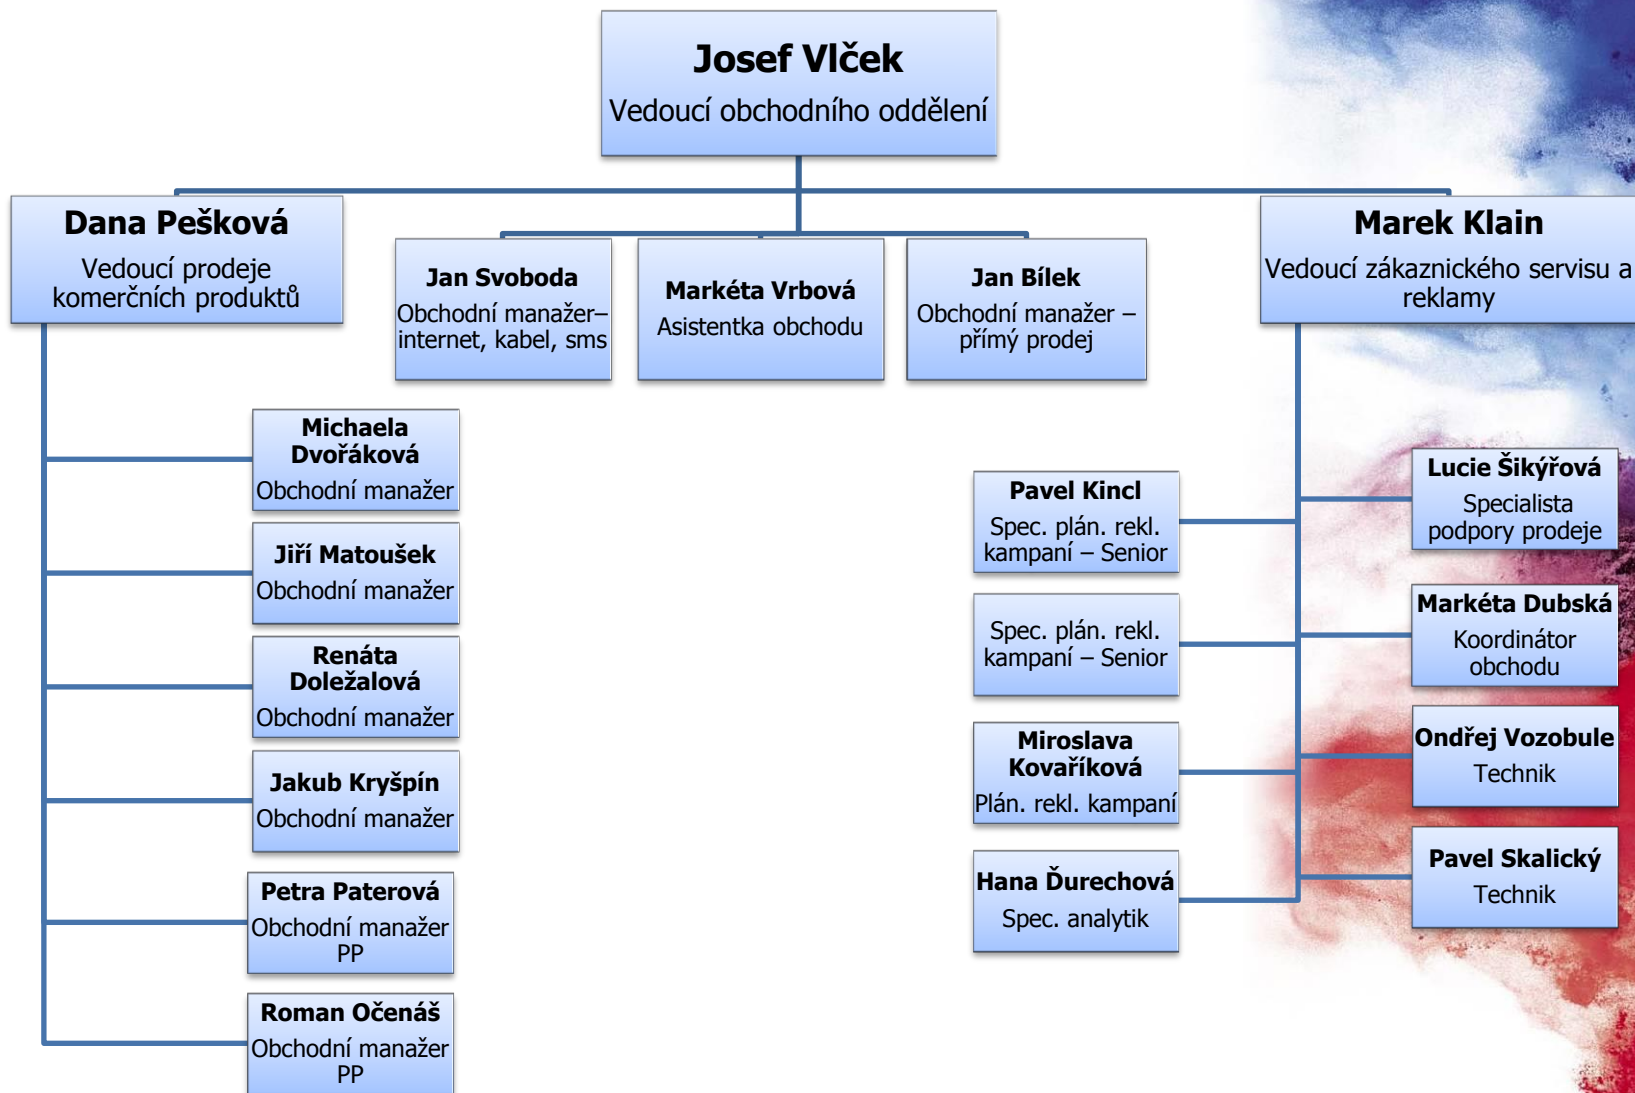 Josef Vlček
Vedoucí obchodního oddělení
Dana Pešková
Vedoucí prodeje
komerčních produktů
Jan Svoboda
Obchodní manažer–
internet, kabel, sms
Markéta Vrbová
Asistentka obchodu
Jan Bílek
Obchodní manažer –
přímý prodej
Marek Klain
Vedoucí zákaznického servisu a
reklamy
Michaela
Dvořáková
Obchodní manažer
Jiří Matoušek
Obchodní manažer
Renáta
Doležalová
Obchodní manažer
Jakub Kryšpín
Obchodní manažer
Petra Paterová
Obchodní manažer
PP
Roman Očenáš
Obchodní manažer
PP
Pavel Kincl
Spec. plán. rekl.
kampaní – Senior
Spec. plán. rekl.
kampaní – Senior
Miroslava
Kovaříková
Plán. rekl. kampaní
Hana Ďurechová
Spec. analytik
Lucie Šikýřová
Specialista
podpory prodeje
Markéta Dubská
Koordinátor
obchodu
Ondřej Vozobule
Technik
Pavel Skalický
Technik